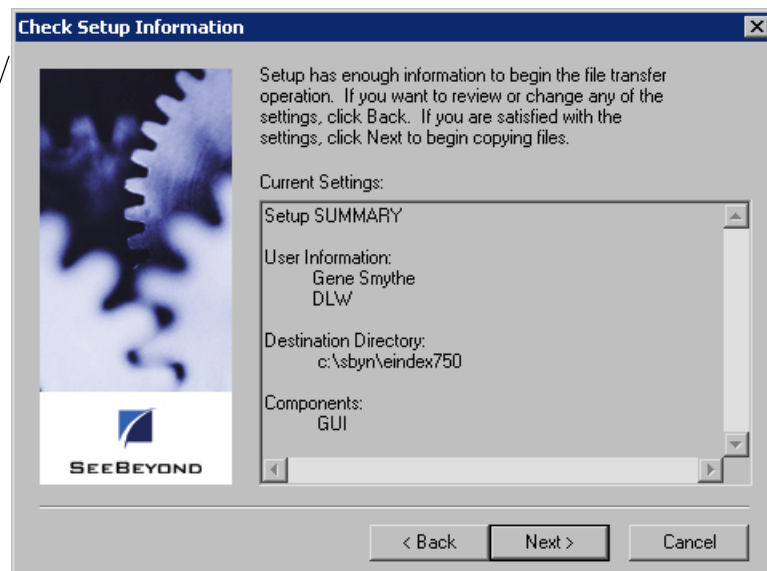 Check Setup Information
Setup has enough information to begin the file transfer
operation. If you want to review or change any of the
settings, click Back. If you are satisfied with the
settings, click Next to begin copying files.
Current Settings:
Setup SUMMARY
User Information:
Gene Smythe
DLW
Destination Directory:
c:\sbyn\eindex750
Components:
GUI
SEEBEYOND
< Back
Next >
Cancel